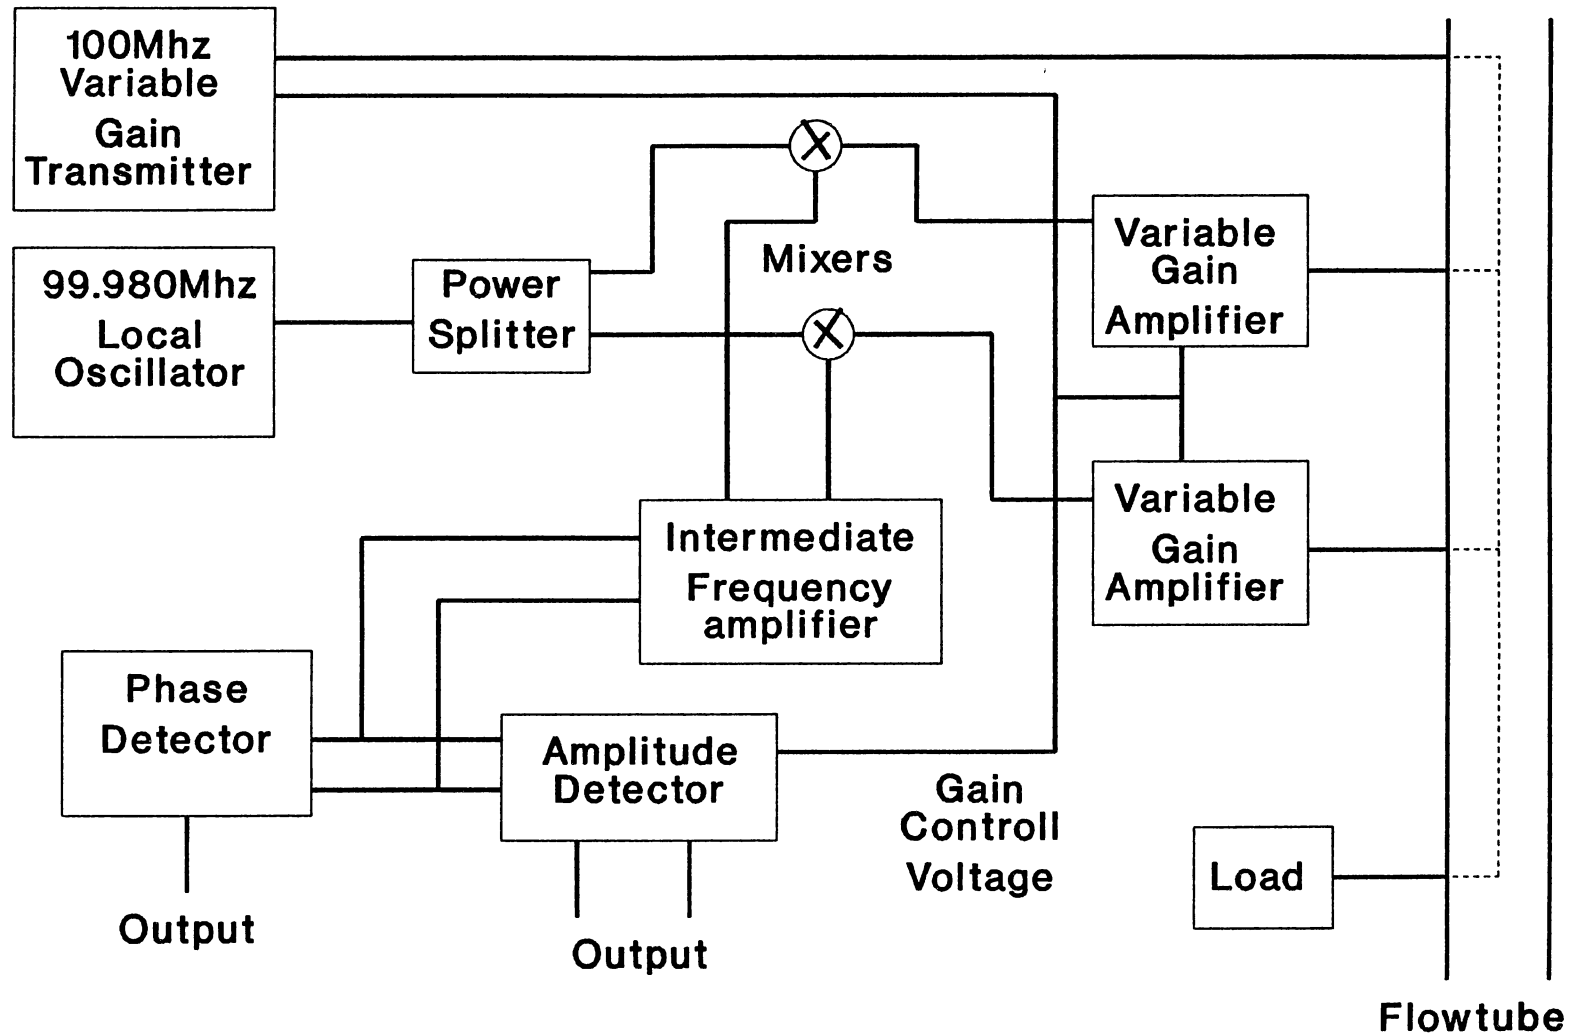 100Mhz
Variable
Gain
Transmitter
99.980Mhz
Local
Oscillator
Power
Splitter
Mixers
Variable
Gain
Amplifier
Variable
Gain
Amplifier
Intermediate
Frequency
amplifier
Phase
Detector
Amplitude
Detector
Gain
Controll
Voltage
Load
Output
Output
Flowtube